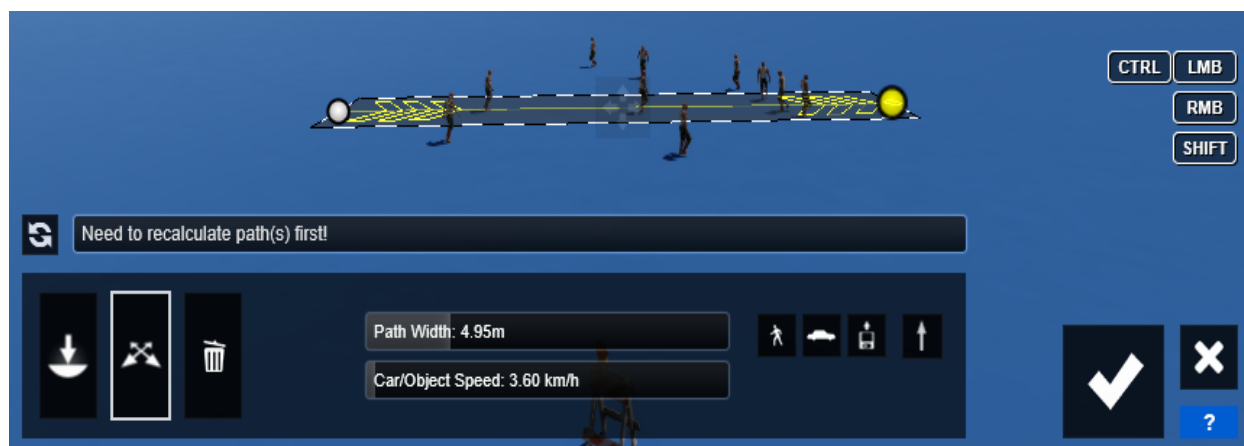 CTRL LMB
RMB
SHIFT
Need to recalculate path(s) first!
Path Width: 4.95m
Car/Object Speed: 3.60 km/h
?